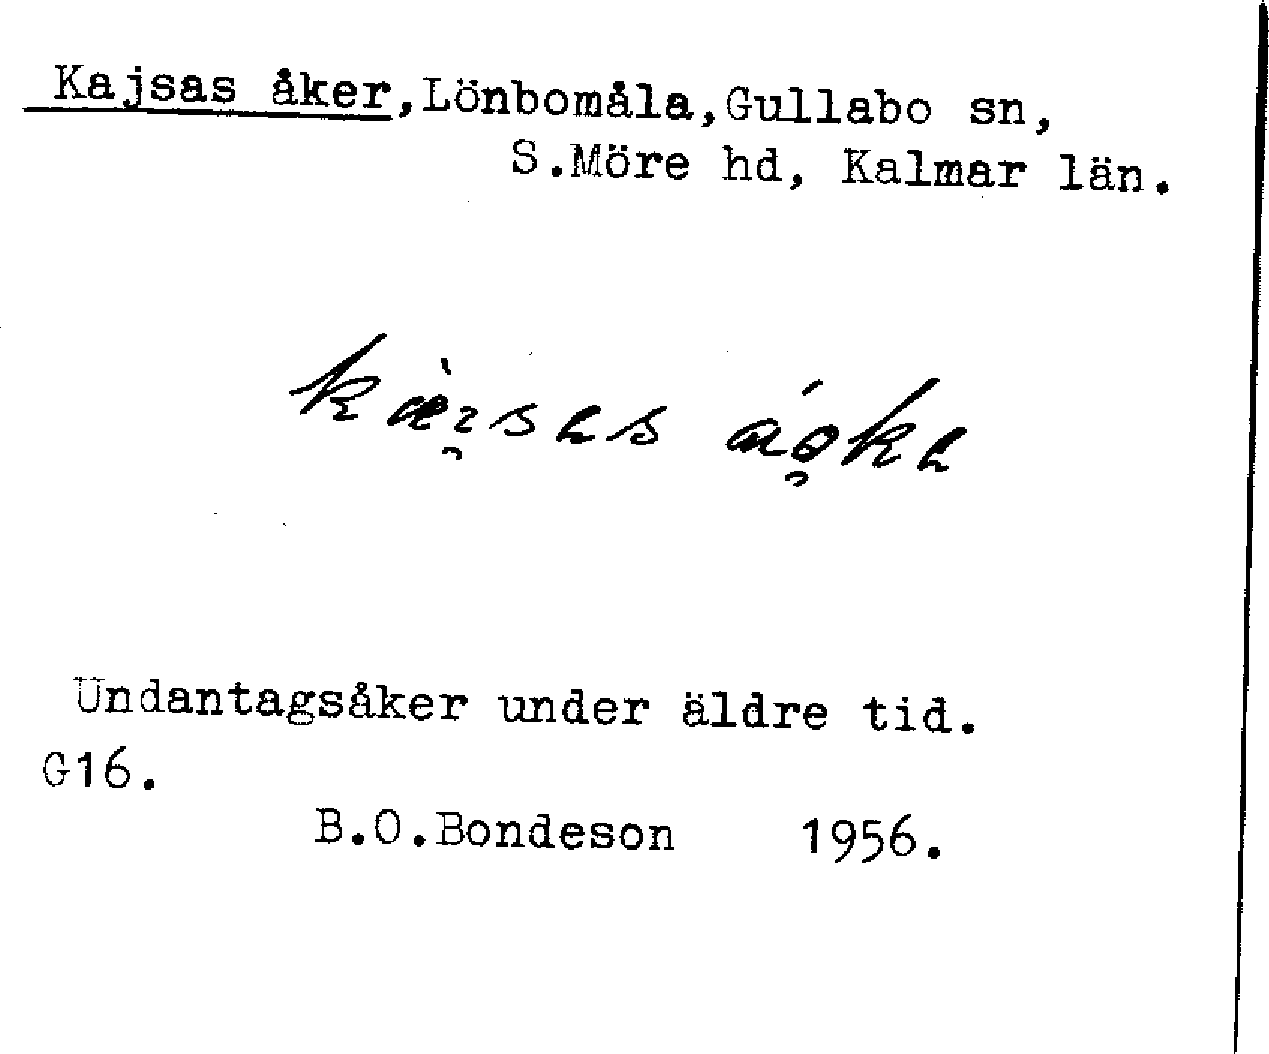 Kajsas åker,Lönbomåla,Gullabo sn,
S.Möre hd, Kalmar län.
Undantagsåker under äldre tid.
G16.
B.O.Bondeson 1956.